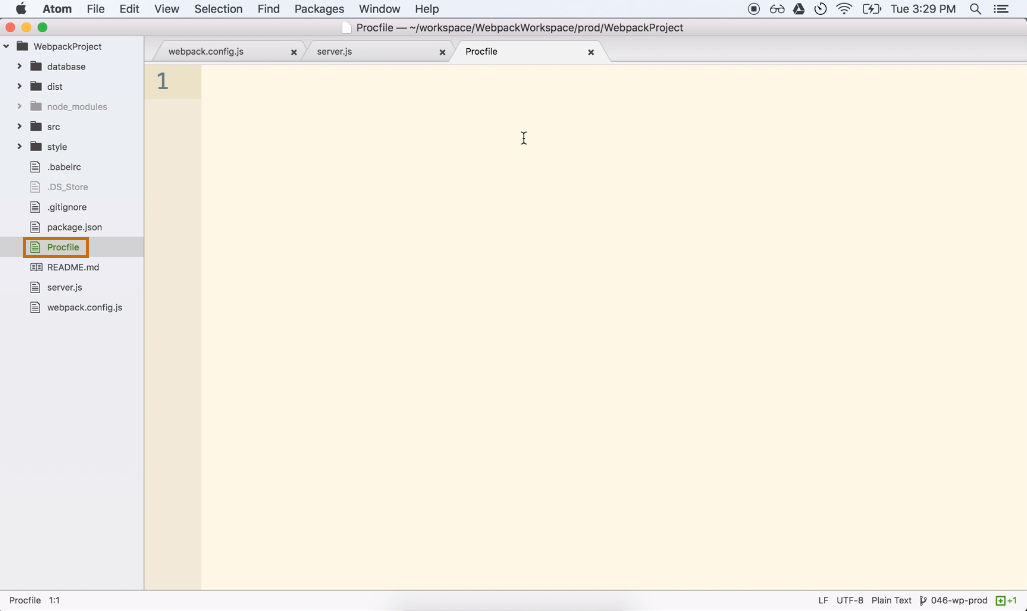 Atom File Edit View Selection Find Packages Window Help Tue 3:29 PM
Procfile — ~/workspace/WebpackWorkspace/prod/WebpackProject
WebpackProject
database
dist
node_modules
src
style
.babelrc
.DS_Store
.gitignore
package.json
Procfile
README.md
server.js
webpack.config.js
webpack.config.js server.js Procfile
1
Procfile 1:1 LF UTF-8 Plain Text 046-wp-prod +1